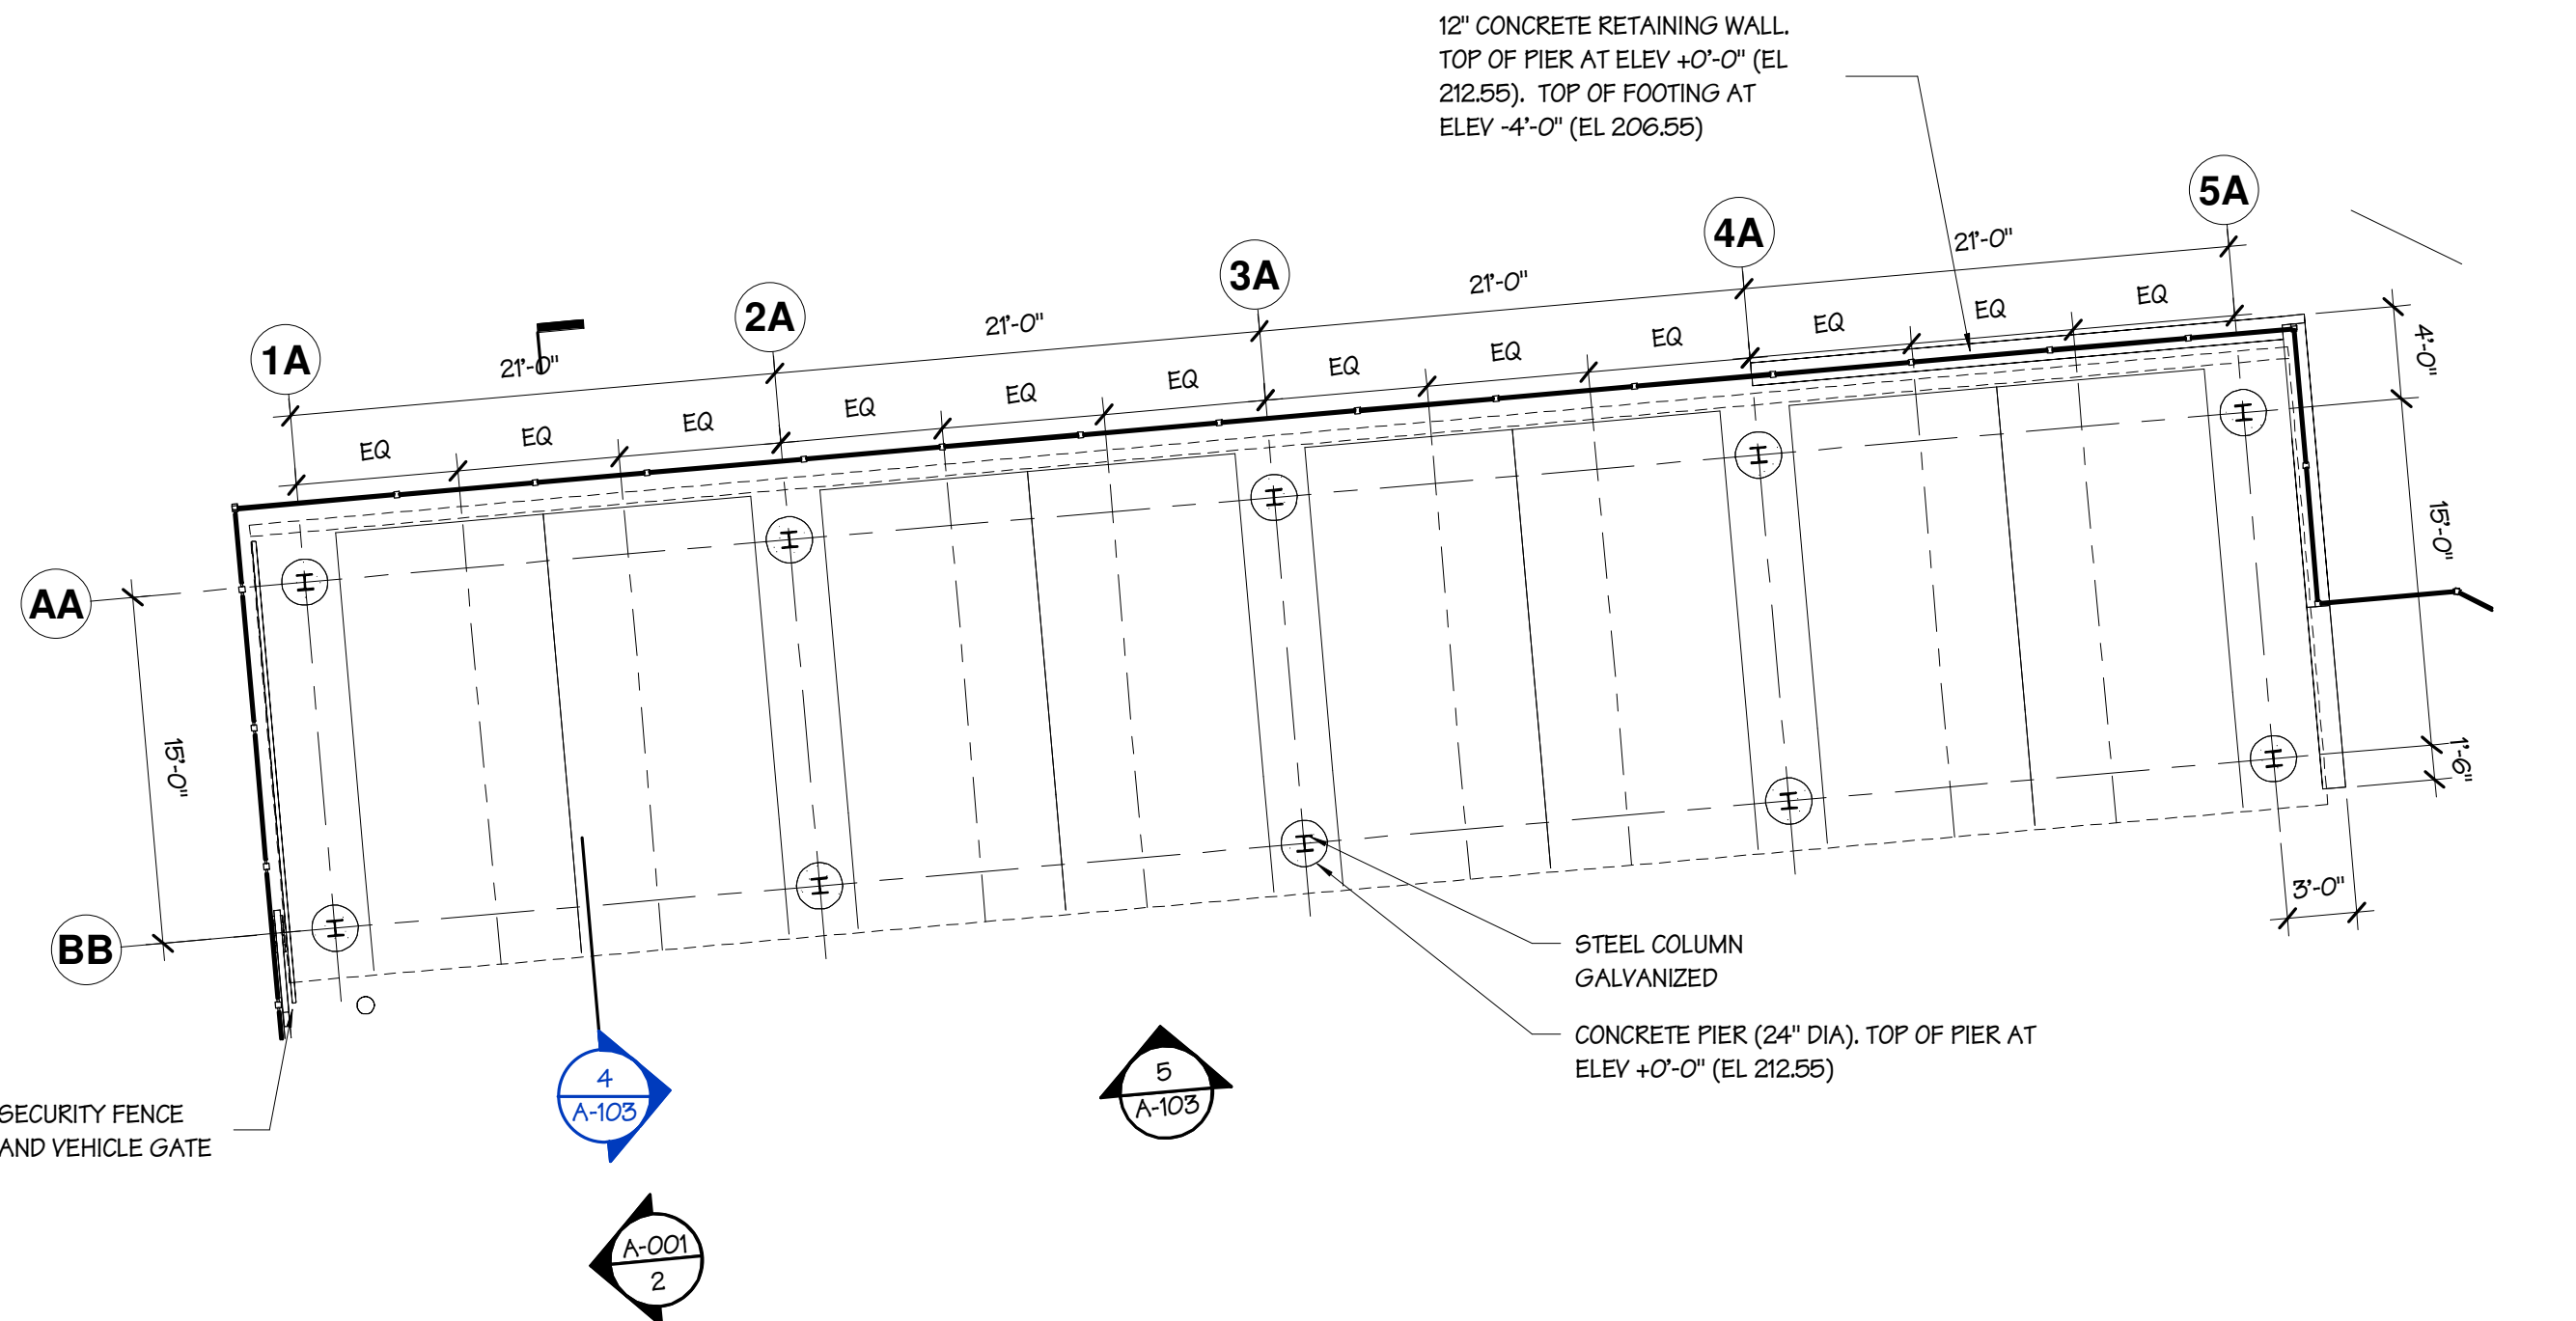 12" CONCRETE RETAINING WALL.
TOP OF PIER AT ELEV +0'-0" (EL
212.55).  TOP OF FOOTING AT
ELEV -4'-0" (EL 206.55)
5A
4A
3A
2A
1A
21'-0"
21'-0"
21'-0"
21'-0"
EQ
EQ
EQ
EQ
EQ
EQ
EQ
EQ
EQ
EQ
EQ
EQ
4'-0"
15'-0"
1'-6"
3'-0"
AA
15'-0"
BB
STEEL COLUMN
GALVANIZED
CONCRETE PIER (24" DIA). TOP OF PIER AT
ELEV +0'-0" (EL 212.55)
SECURITY FENCE
AND VEHICLE GATE
4
A-103
5
A-103
A-001
2